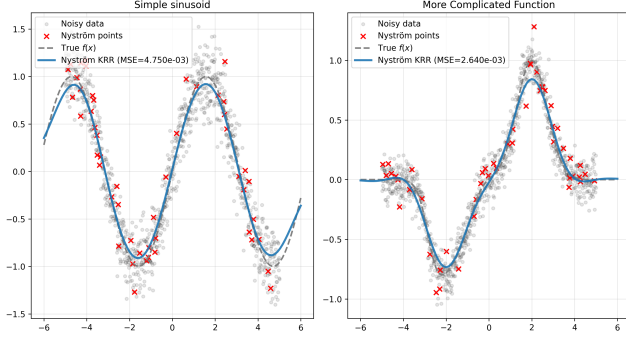 Simple sinusoid
Noisy data
Nyström points
True f(x)
Nyström KRR (MSE=4.750e-03)
1.5
1.0
0.5
0.0
−0.5
−1.0
−1.5
−6 −4 −2 0 2 4 6
More Complicated Function
Noisy data
Nyström points
True f(x)
Nyström KRR (MSE=2.640e-03)
1.0
0.5
0.0
−0.5
−1.0
−6 −4 −2 0 2 4 6